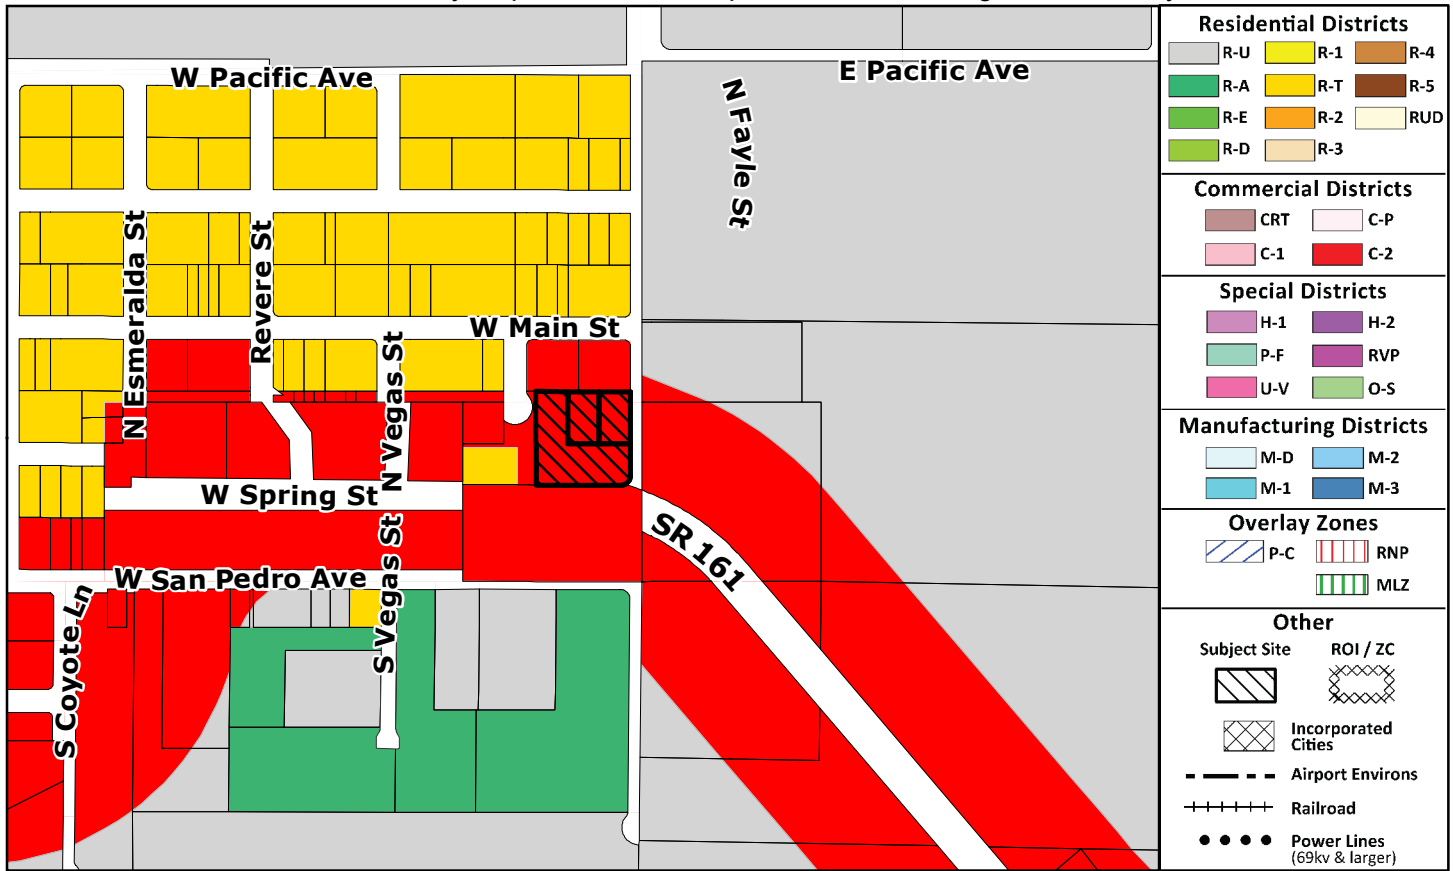 W Pacific Ave
E Pacific Ave
N Fayle St
N Esmeralda St
Revere St
W Main St
N Vegas St
W Spring St
SR 161
W San Pedro Ave
S Vegas St
S Coyote Ln
Residential Districts
R-U R-1 R-4
R-A R-T R-5
R-E R-2 RUD
R-D R-3
Commercial Districts
CRT C-P
C-1 C-2
Special Districts
H-1 H-2
P-F RVP
U-V O-S
Manufacturing Districts
M-D M-2
M-1 M-3
Overlay Zones
P-C RNP
MLZ
Other
Subject Site ROI / ZC
Incorporated
Cities
Airport Environs
Railroad
Power Lines
(69kv & larger)